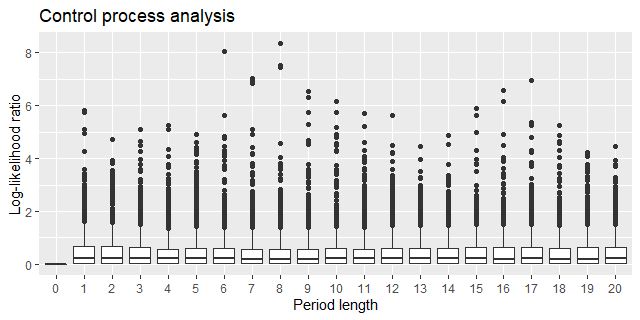 Control process analysis
Log-likelihood ratio
8
6
4
2
0
0 1 2 3 4 5 6 7 8 9 10 11 12 13 14 15 16 17 18 19 20
Period length